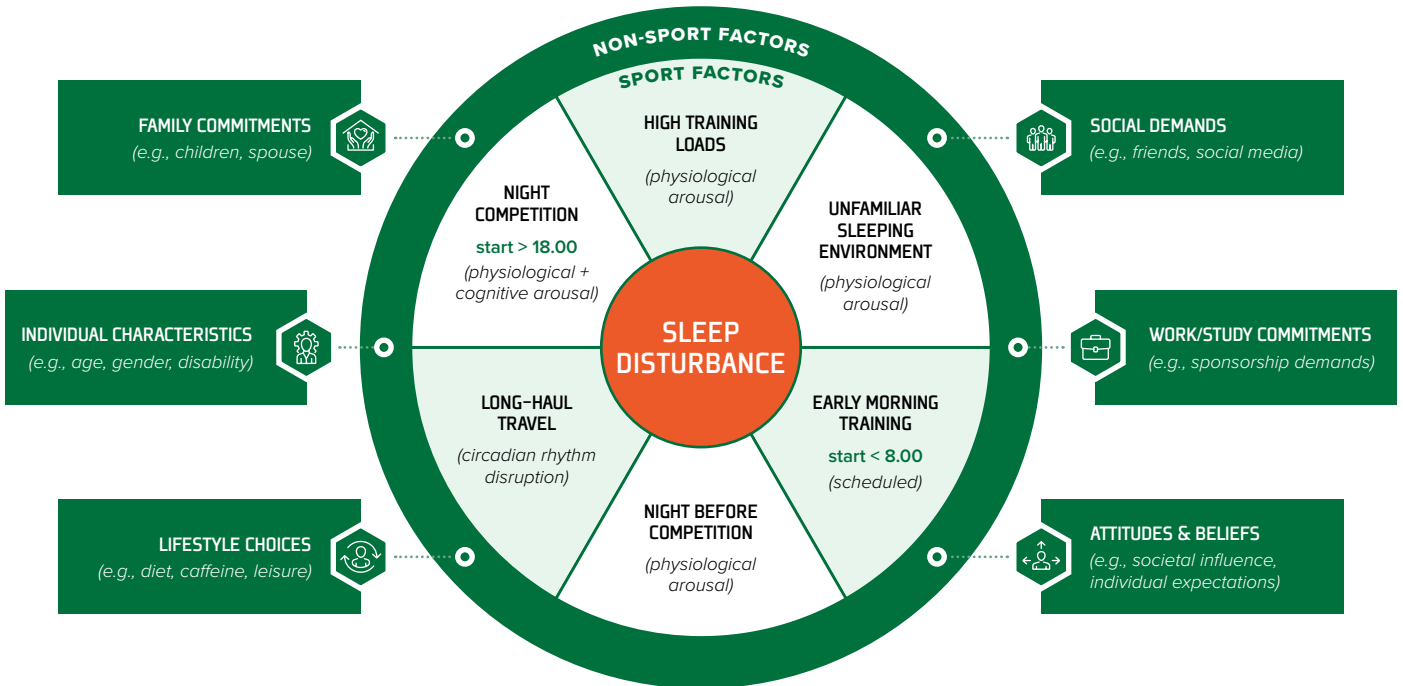 NON-SPORT FACTORS
SPORT FACTORS
HIGH TRAINING
LOADS
(physiological
arousal)
UNFAMILIAR
SLEEPING
ENVIRONMENT
(physiological
arousal)
EARLY MORNING
TRAINING
start < 8.00
(scheduled)
NIGHT BEFORE
COMPETITION
(physiological
arousal)
LONG-HAUL
TRAVEL
(circadian rhythm
disruption)
NIGHT
COMPETITION
start > 18.00
(physiological +
cognitive arousal)
SLEEP
DISTURBANCE
FAMILY COMMITMENTS
(e.g., children, spouse)
INDIVIDUAL CHARACTERISTICS
(e.g., age, gender, disability)
LIFESTYLE CHOICES
(e.g., diet, caffeine, leisure)
SOCIAL DEMANDS
(e.g., friends, social media)
WORK/STUDY COMMITMENTS
(e.g., sponsorship demands)
ATTITUDES & BELIEFS
(e.g., societal influence,
individual expectations)